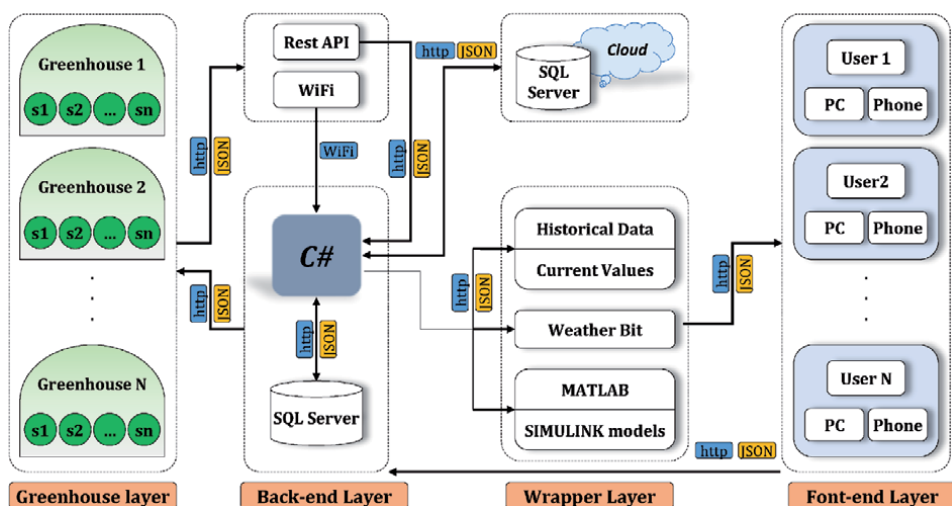 Greenhouse 1
s1 s2 ... sn
Greenhouse 2
s1 s2 ... sn
Greenhouse N
s1 s2 ... sn
Greenhouse layer
http
JSON
http
JSON
Rest API
WiFi
WiFi
http
JSON
C#
http
JSON
SQL Server
Back-end Layer
http JSON
SQL
Server
Cloud
http
JSON
Historical Data
Current Values
Weather Bit
MATLAB
SIMULINK models
Wrapper Layer
http
JSON
http JSON
User 1
PC Phone
User2
PC Phone
User N
PC Phone
Font-end Layer